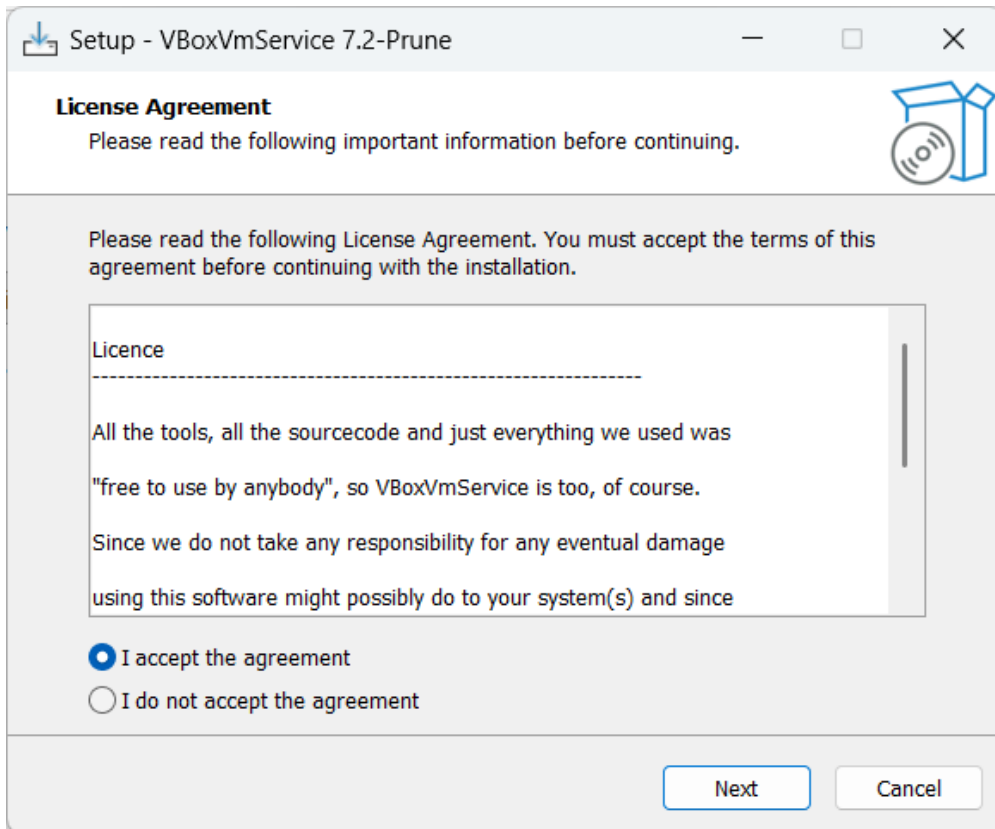 Setup - VBoxVmService 7.2-Prune
License Agreement
Please read the following important information before continuing.
Please read the following License Agreement. You must accept the terms of this
agreement before continuing with the installation.
Licence
----------------------------------------------------------------
All the tools, all the sourcecode and just everything we used was
"free to use by anybody", so VBoxVmService is too, of course.
Since we do not take any responsibility for any eventual damage
using this software might possibly do to your system(s) and since
I accept the agreement
I do not accept the agreement
Next
Cancel